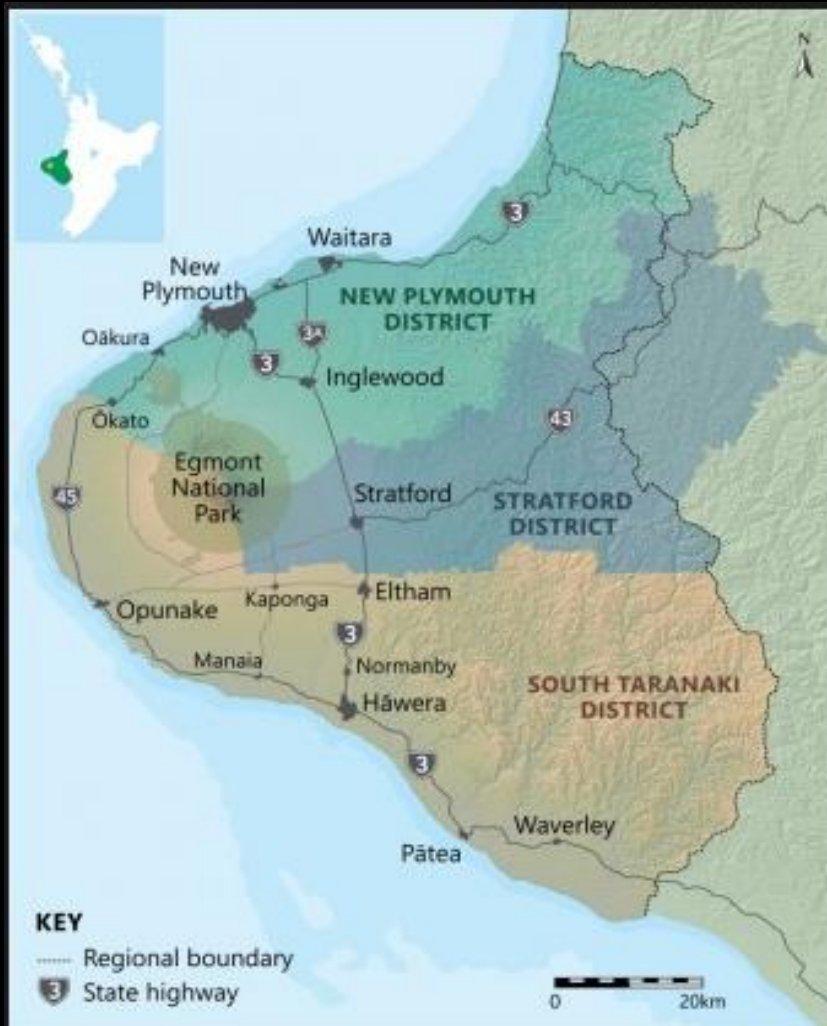 N
3
Waitara
New
Plymouth
NEW PLYMOUTH
DISTRICT
3A
Oākura
3
Inglewood
Ōkato
43
Egmont
National
Park
45
Stratford
STRATFORD
DISTRICT
Opunake
Kaponga
Eltham
3
Manaia
Normanby
SOUTH TARANAKI
DISTRICT
Hāwera
3
Waverley
Pātea
KEY
Regional boundary
3 State highway
0 20km